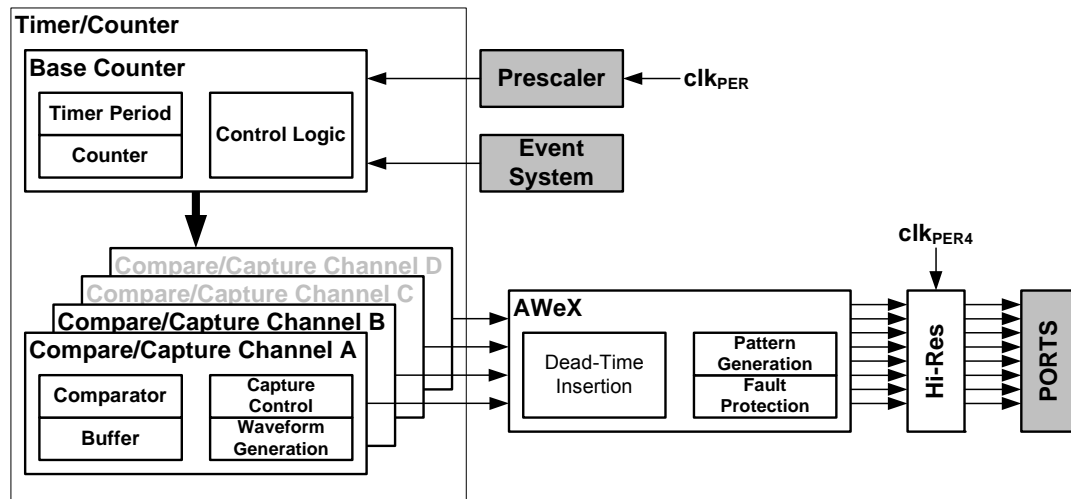 Timer/Counter
Base Counter
Timer Period
Counter
Control Logic
Prescaler
clkPER
Event
System
Compare/Capture Channel D
Compare/Capture Channel C
Compare/Capture Channel B
Compare/Capture Channel A
Comparator
Buffer
Capture
Control
Waveform
Generation
AWeX
Dead-Time
Insertion
Pattern
Generation
Fault
Protection
clkPER4
Hi-Res
PORTS